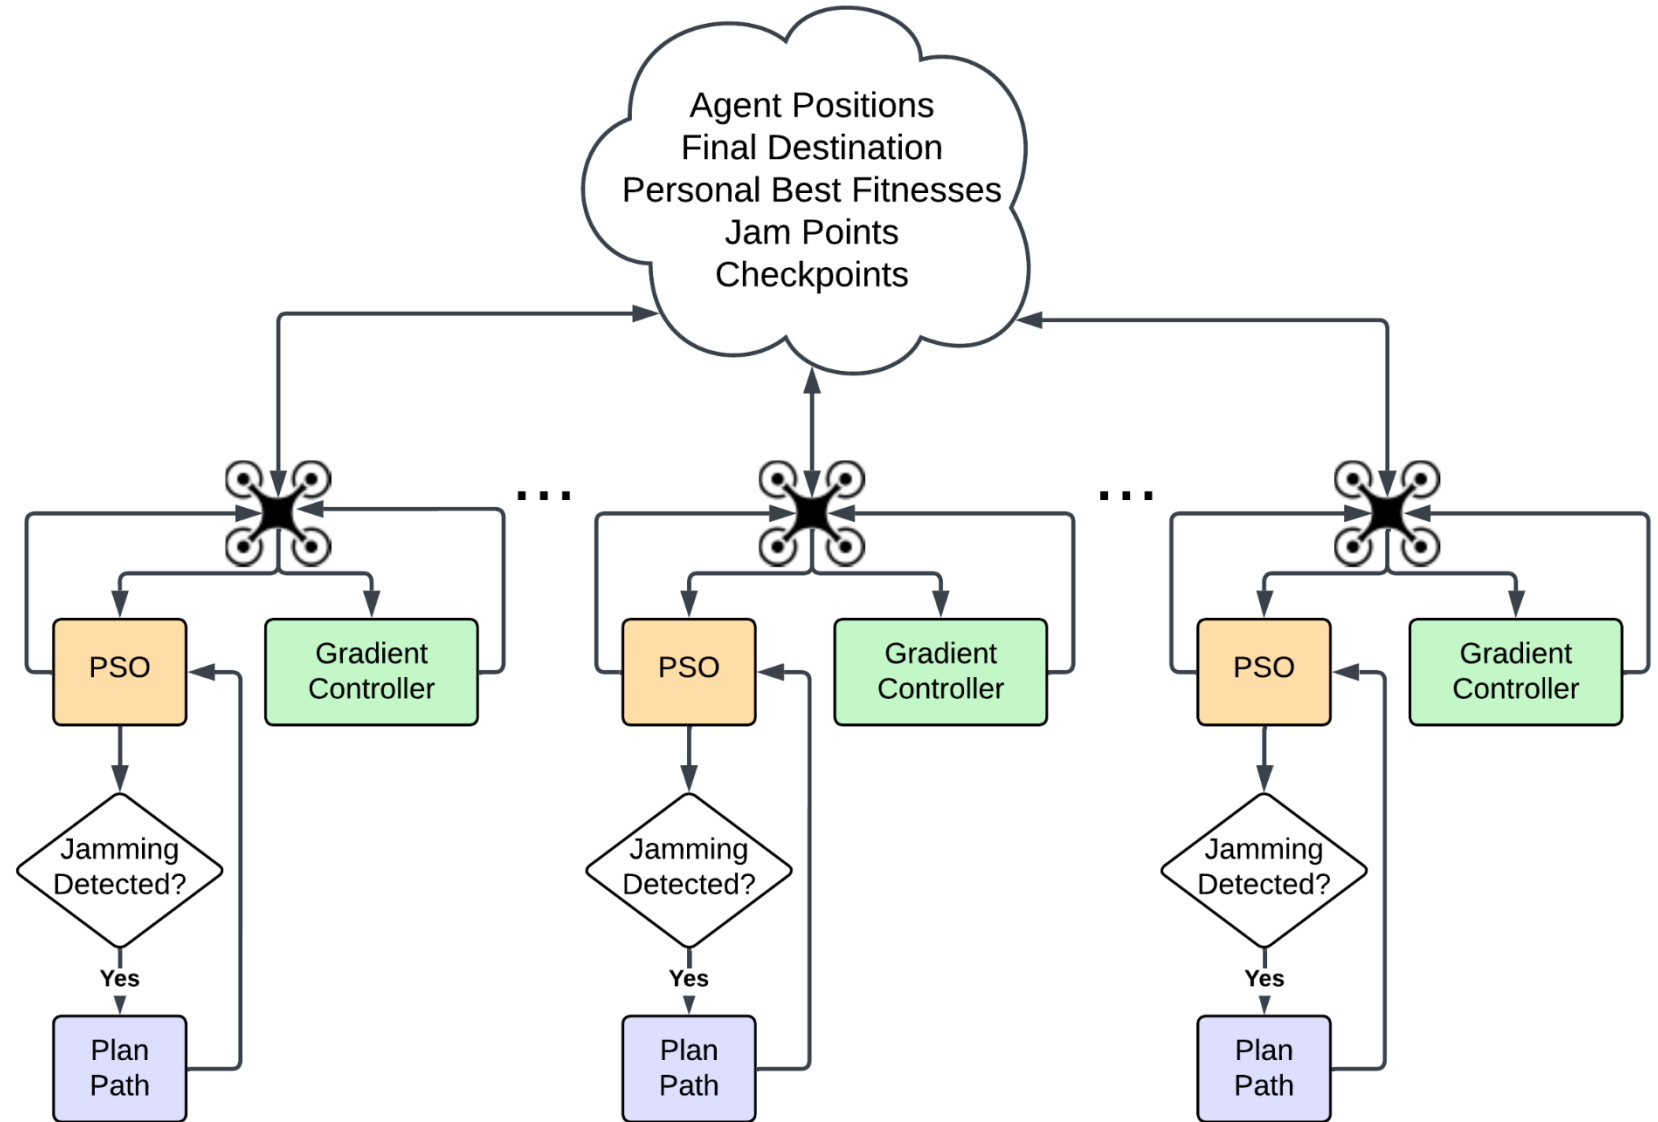 Agent Positions
Final Destination
Personal Best Fitnesses
Jam Points
Checkpoints
...
...
PSO
Gradient
Controller
PSO
Gradient
Controller
PSO
Gradient
Controller
Jamming
Detected?
Jamming
Detected?
Jamming
Detected?
Yes
Yes
Yes
Plan
Path
Plan
Path
Plan
Path